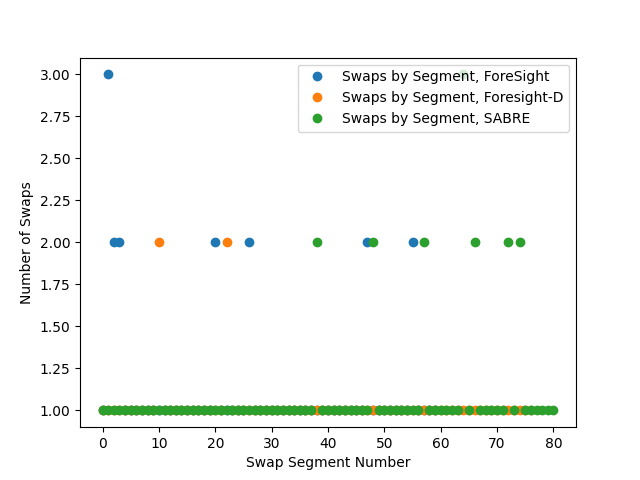 Swaps by Segment, ForeSight
Swaps by Segment, Foresight-D
Swaps by Segment, SABRE
3.00
2.75
2.50
2.25
2.00
1.75
1.50
1.25
1.00
Number of Swaps
0 10 20 30 40 50 60 70 80
Swap Segment Number